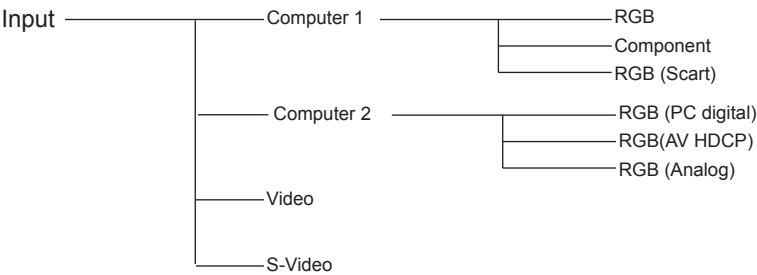 Input
Computer 1
RGB
Component
RGB (Scart)
Computer 2
RGB (PC digital)
RGB(AV HDCP)
RGB (Analog)
Video
S-Video